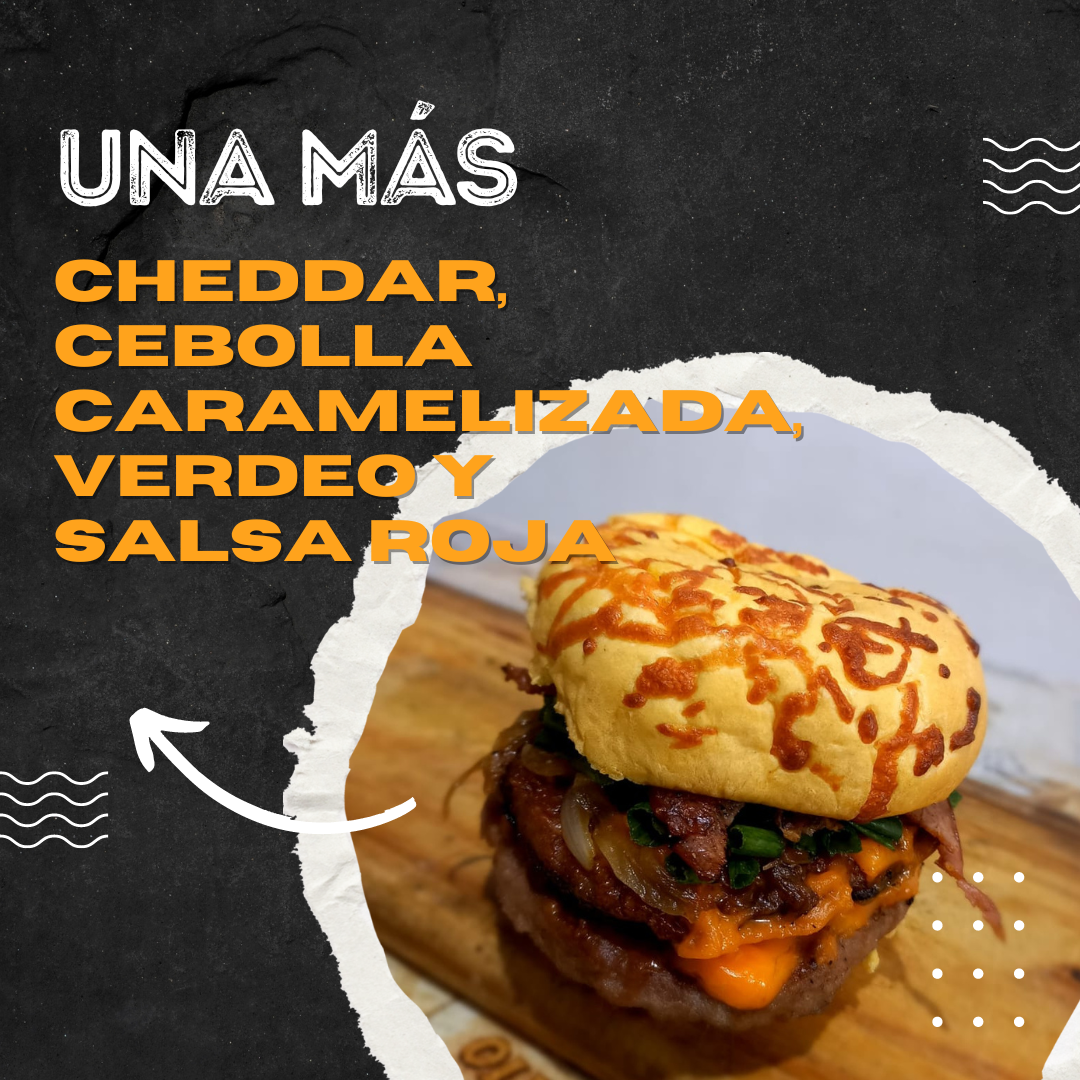 UNA MÁS
CHEDDAR,
CEBOLLA
CARAMELIZADA,
VERDEO Y
SALSA ROJA